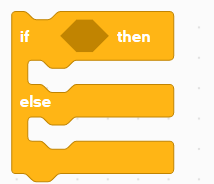 if then
else